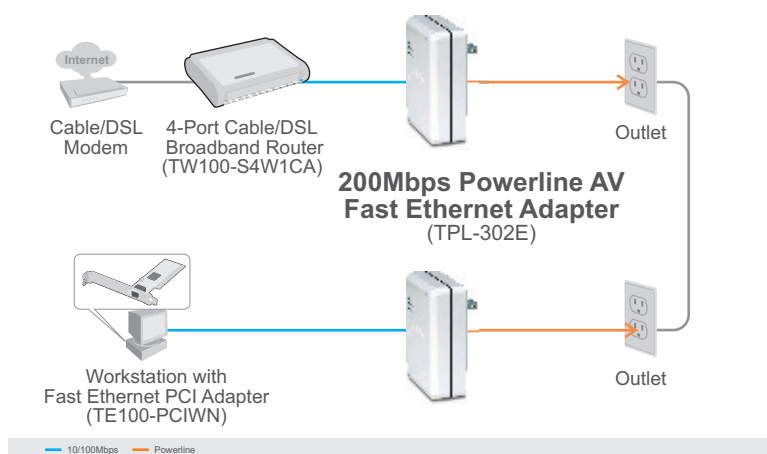 Internet
Cable/DSL
Modem
4-Port Cable/DSL
Broadband Router
(TW100-S4W1CA)
Outlet
200Mbps Powerline AV
Fast Ethernet Adapter
(TPL-302E)
Workstation with
Fast Ethernet PCI Adapter
(TE100-PCIWN)
Outlet
10/100Mbps
Powerline